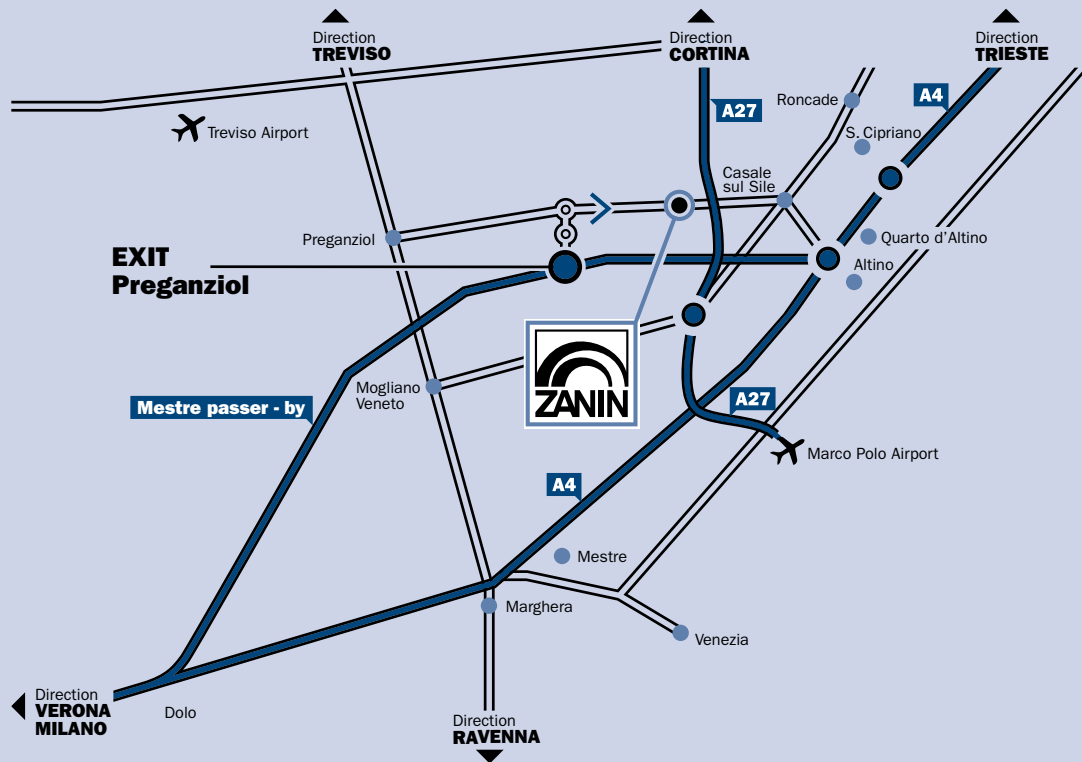 Direction
TREVISO
Direction
CORTINA
Direction
TRIESTE
Treviso Airport
A27
Roncade
A4
S. Cipriano
Casale
sul Sile
Preganziol
Quarto d'Altino
EXIT
Preganziol
Altino
ZANIN
Mogliano
Veneto
Mestre passer - by
A27
Marco Polo Airport
A4
Mestre
Marghera
Venezia
Direction
VERONA
MILANO
Dolo
Direction
RAVENNA